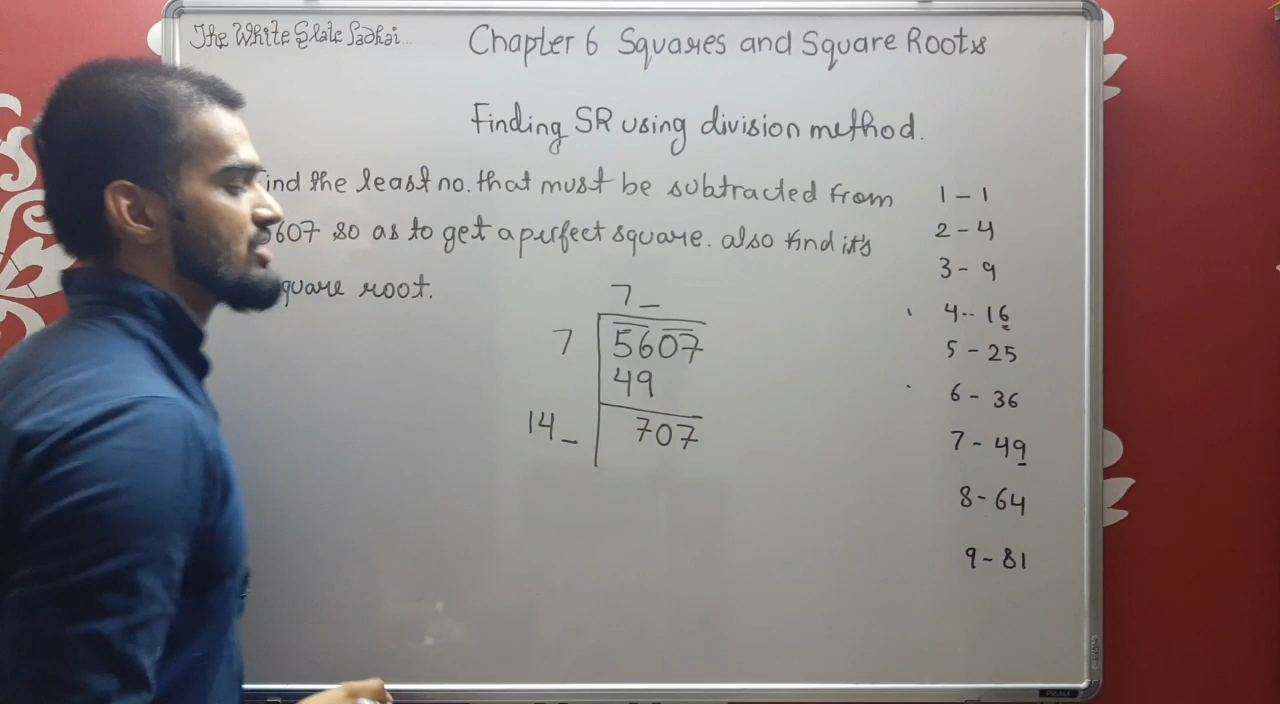 The White Slate Padhai...
Chapter 6 Squares and Square Roots
Finding SR using division method.
ind the least no. that must be subtracted from
607 so as to get a perfect square. also find it's
quare root.
7_
7 5607
49
14_ 707
1 - 1
2 - 4
3 - 9
4 -- 16
5 - 25
6 - 36
7 - 49
8 - 64
9 - 81